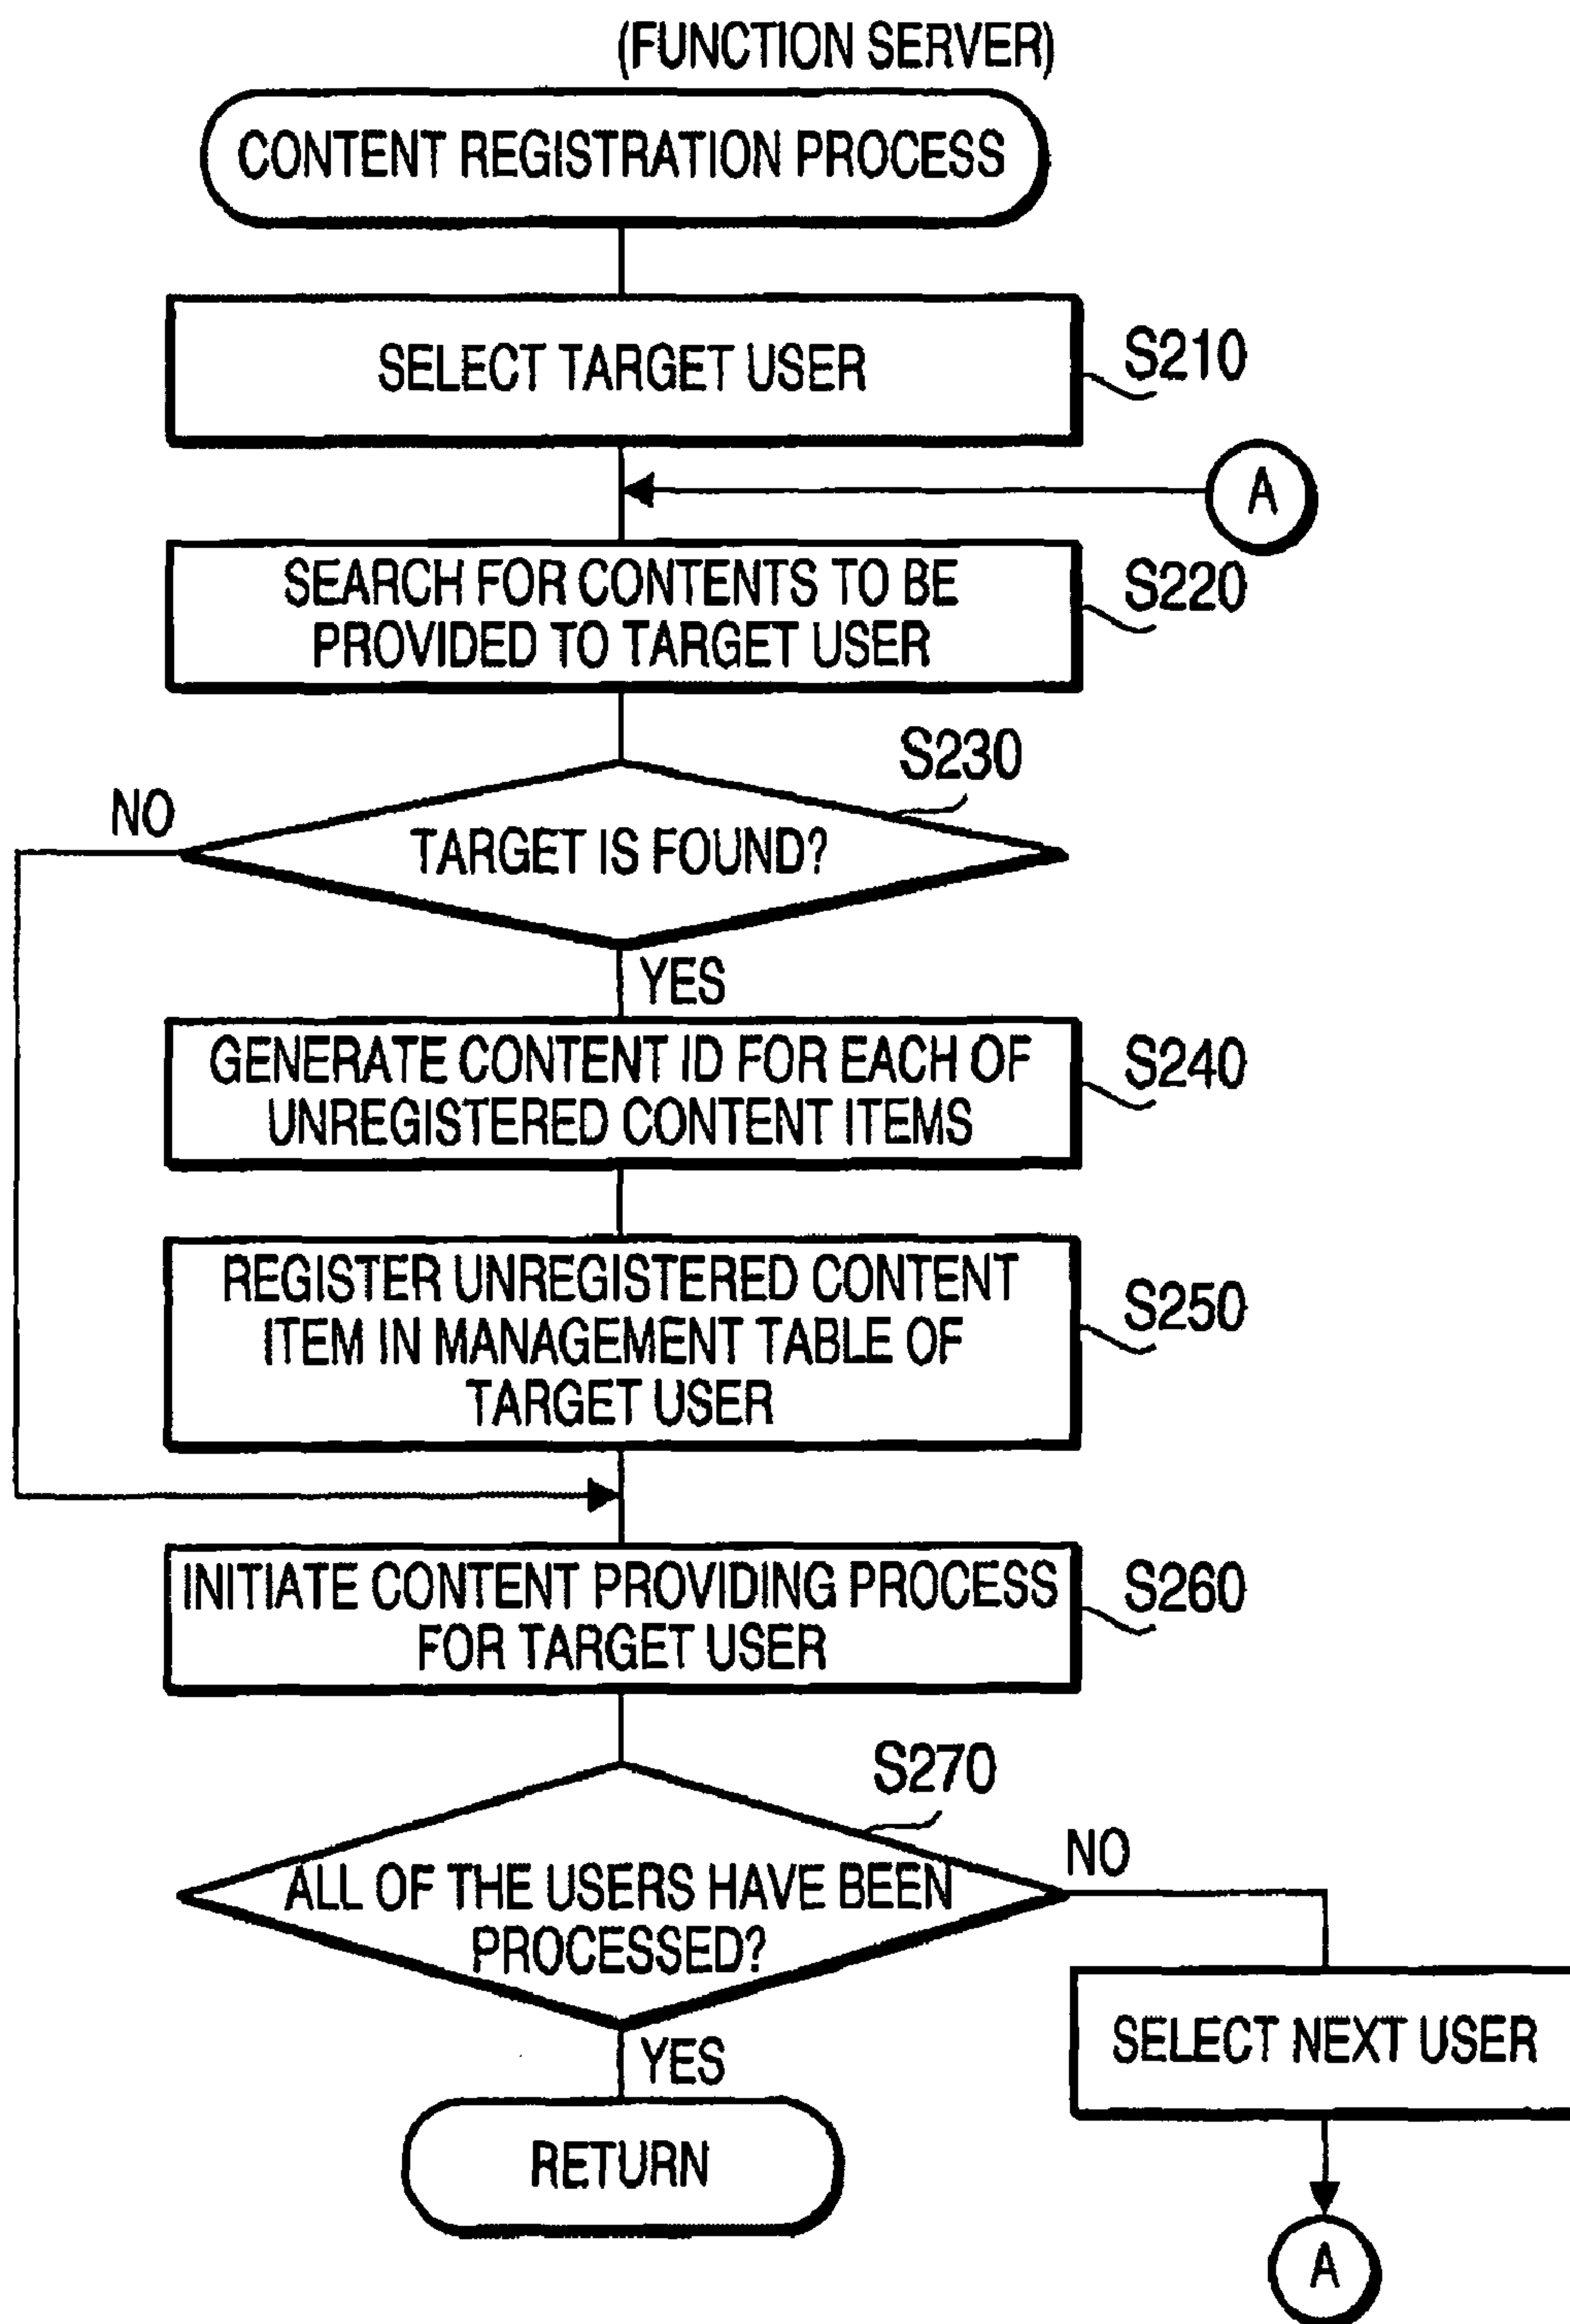 (FUNCTION SERVER)
CONTENT REGISTRATION PROCESS
SELECT TARGET USER
S210
A
SEARCH FOR CONTENTS TO BE
PROVIDED TO TARGET USER
S220
S230
NO
TARGET IS FOUND?
YES
GENERATE CONTENT ID FOR EACH OF
UNREGISTERED CONTENT ITEMS
S240
REGISTER UNREGISTERED CONTENT
ITEM IN MANAGEMENT TABLE OF
TARGET USER
S250
INITIATE CONTENT PROVIDING PROCESS
FOR TARGET USER
S260
S270
NO
ALL OF THE USERS HAVE BEEN
PROCESSED?
SELECT NEXT USER
YES
RETURN
A